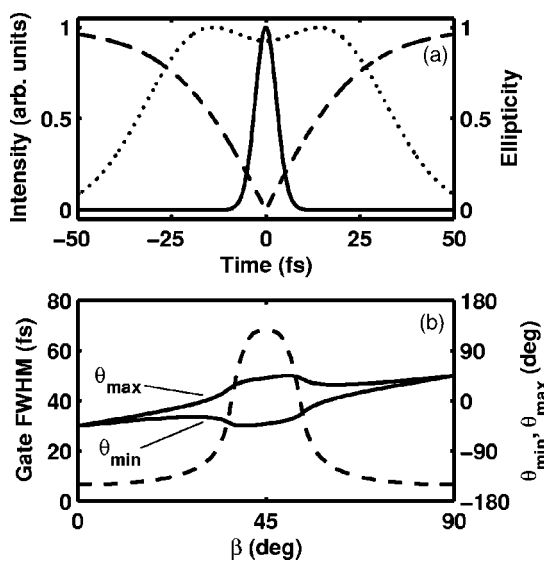 (a)
Intensity (arb. units)
1
0.5
0
1
0.5
0
Ellipticity
-50 -25 0 25 50
Time (fs)
(b)
Gate FWHM (fs)
80
60
40
20
0
θmax
θmin
180
90
0
-90
-180
θmin, θmax (deg)
0 45 90
β (deg)